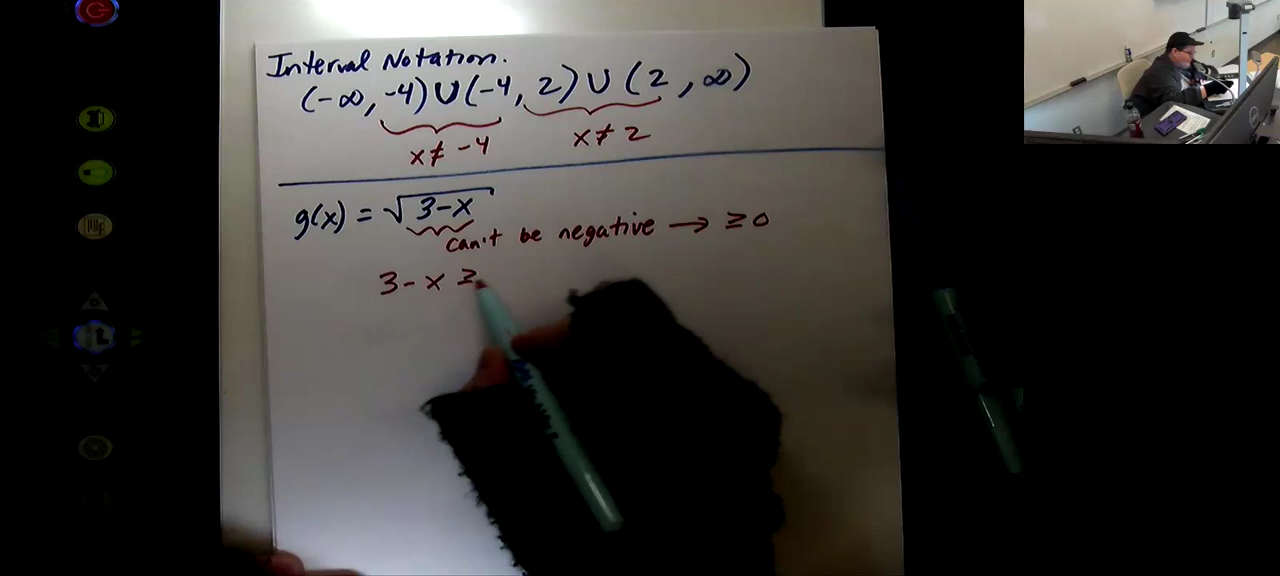 Interval Notation.
(-∞, -4) ∪ (-4, 2) ∪ (2, ∞)
x ≠ -4 x ≠ 2
g(x) = √3-x
can't be negative → ≥ 0
3 - x ≥